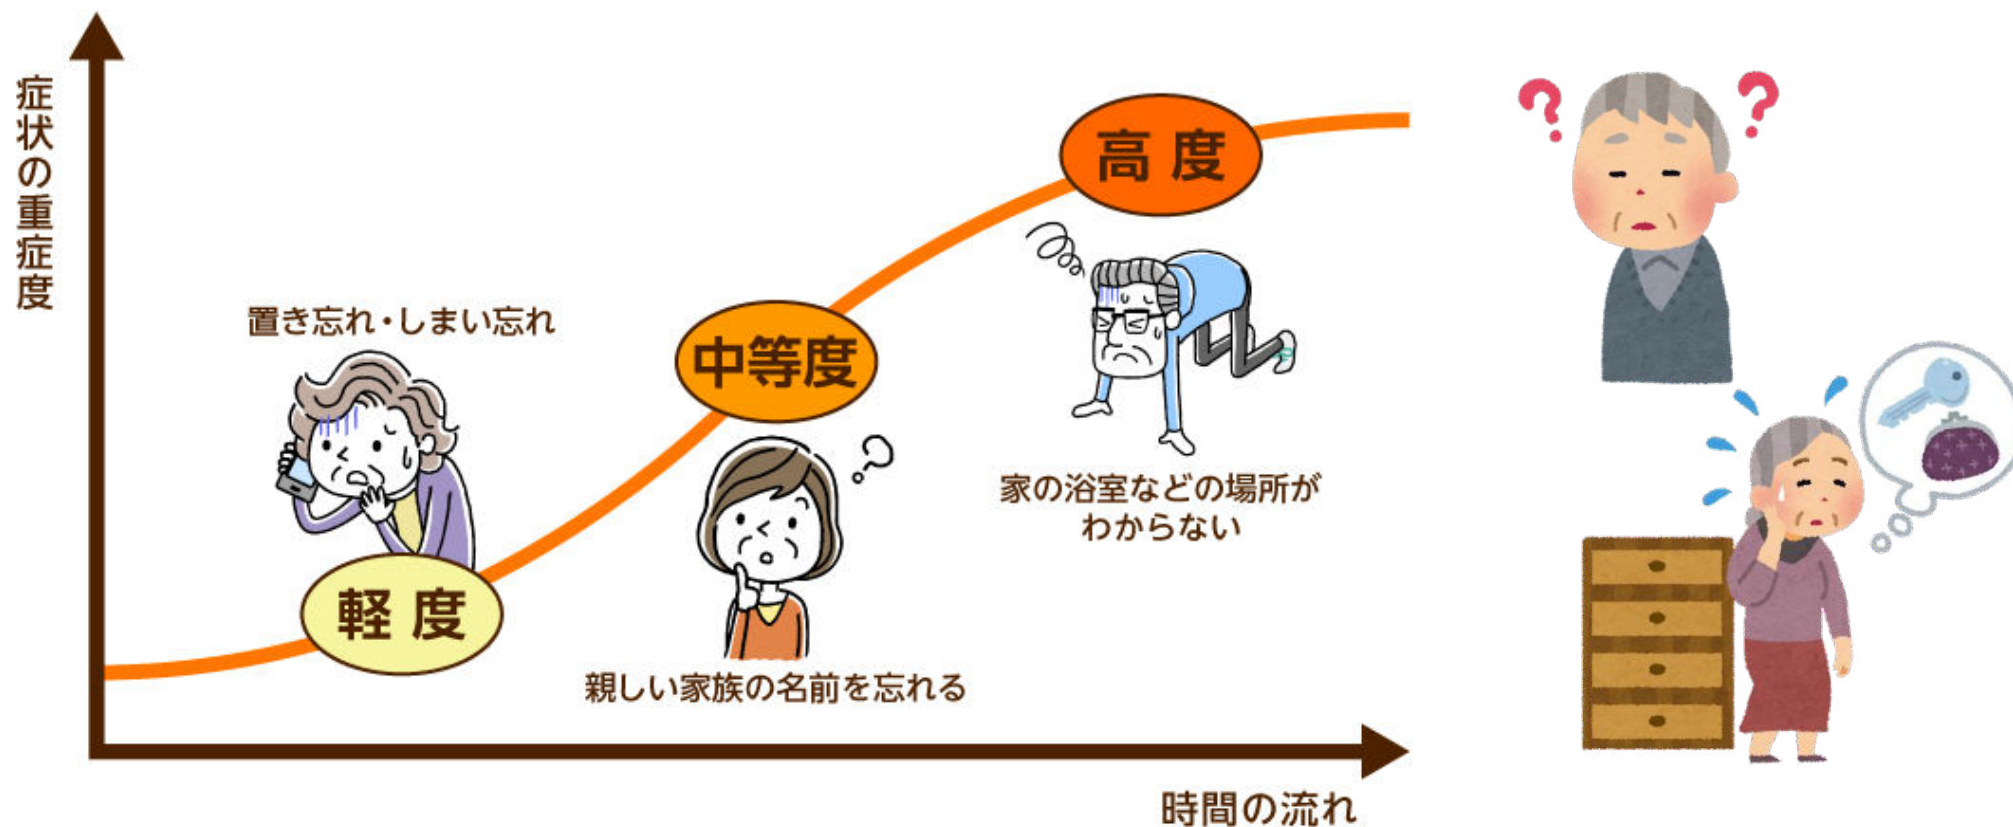 症状の重症度
置き忘れ・しまい忘れ
軽度
中等度
親しい家族の名前を忘れる
高度
家の浴室などの場所が
わからない
時間の流れ